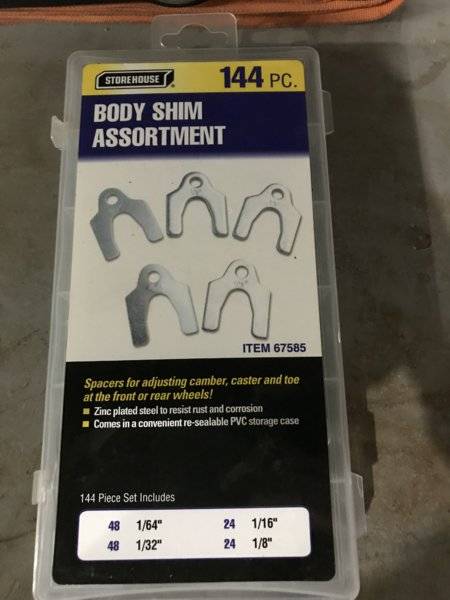 STOREHOUSE®
144 PC.
BODY SHIM
ASSORTMENT
ITEM 67585
Spacers for adjusting camber, caster and toe
at the front or rear wheels!
Zinc plated steel to resist rust and corrosion
Comes in a convenient re-sealable PVC storage case
144 Piece Set Includes
48 1/64" 24 1/16"
48 1/32" 24 1/8"